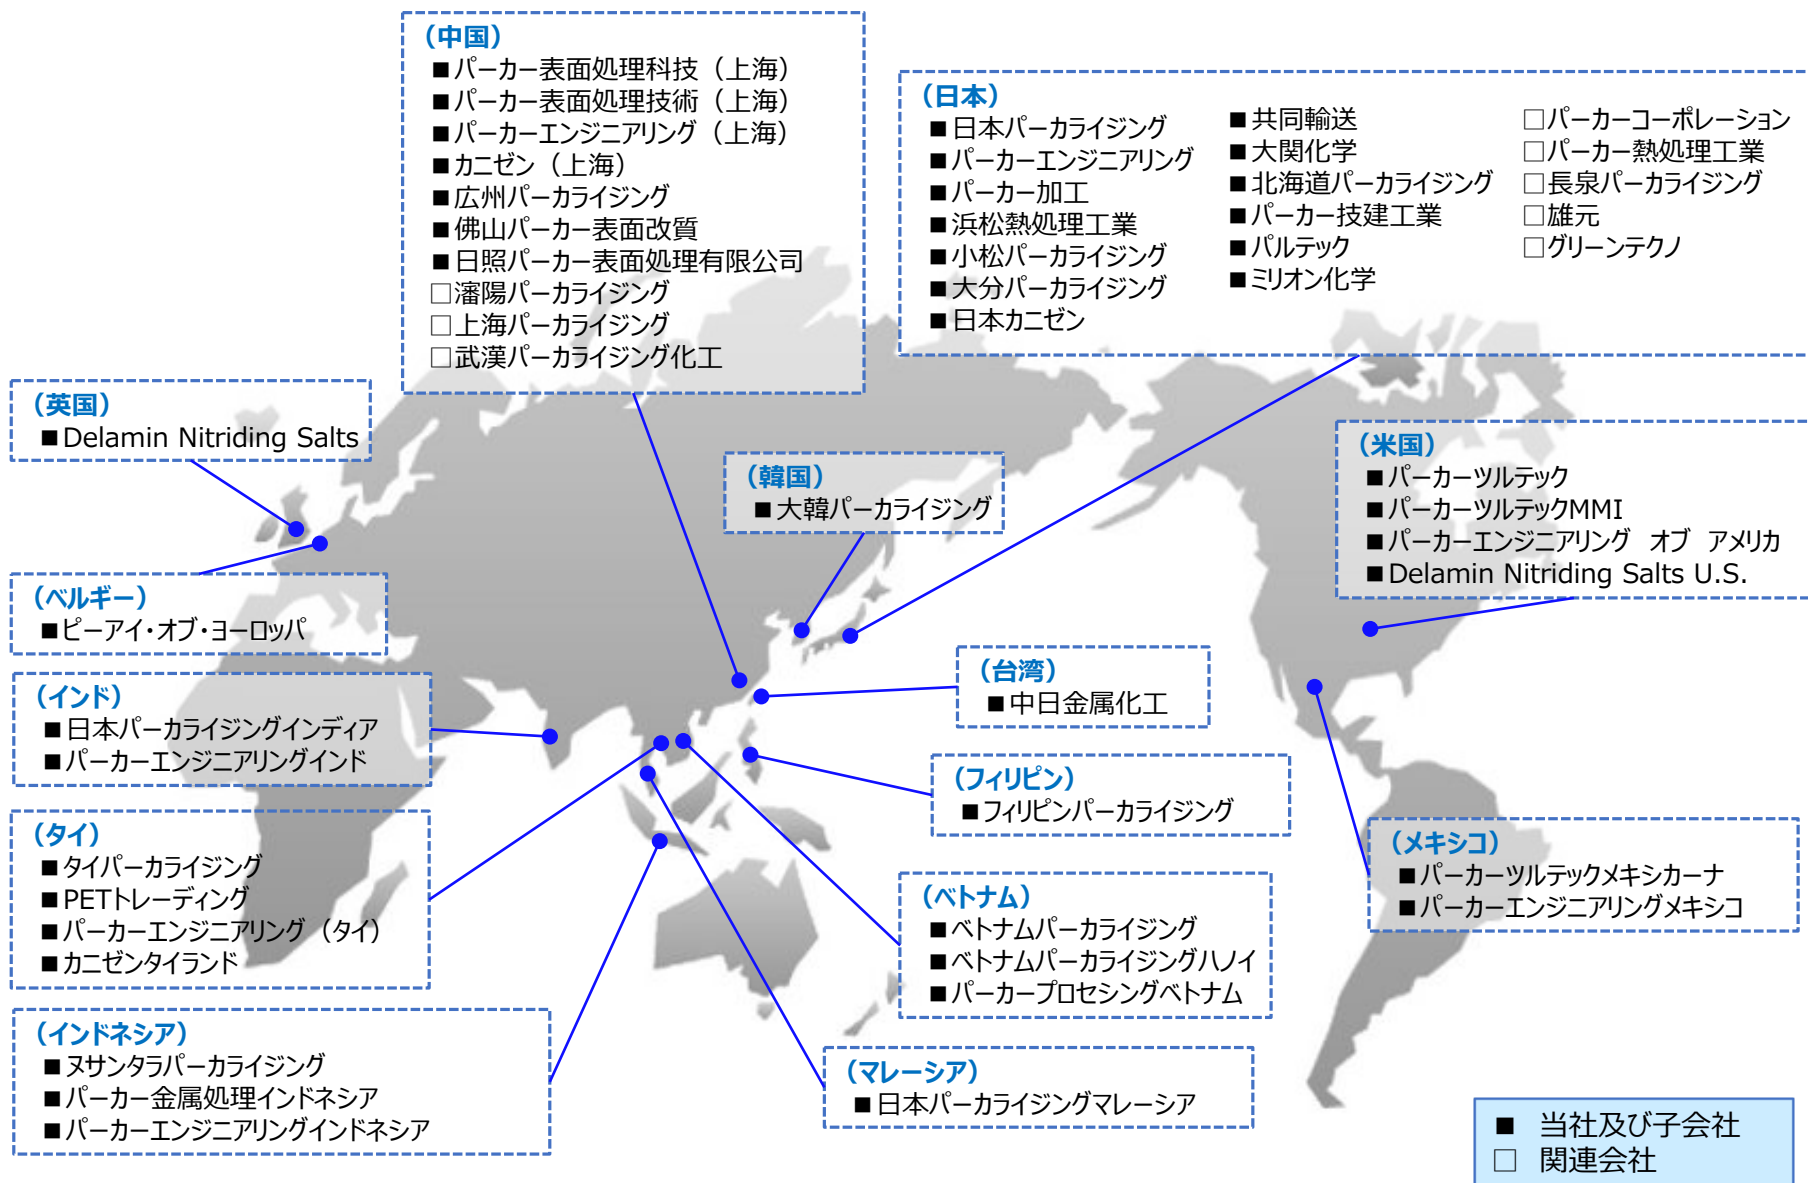 （中国）
■パーカー表面処理科技（上海）
■パーカー表面処理技術（上海）
■パーカーエンジニアリング（上海）
■カニゼン（上海）
■広州パーカライジング
■佛山パーカー表面改質
■日照パーカー表面処理有限公司
□瀋陽パーカライジング
□上海パーカライジング
□武漢パーカライジング化工
（日本）
■日本パーカライジング
■パーカーエンジニアリング
■パーカー加工
■浜松熱処理工業
■小松パーカライジング
■大分パーカライジング
■日本カニゼン
■共同輸送
■大関化学
■北海道パーカライジング
■パーカー技建工業
■パルテック
■ミリオン化学
□パーカーコーポレーション
□パーカー熱処理工業
□長泉パーカライジング
□雄元
□グリーンテクノ
（英国）
■Delamin Nitriding Salts
（韓国）
■大韓パーカライジング
（米国）
■パーカーツルテック
■パーカーツルテックMMI
■パーカーエンジニアリング　オブ　アメリカ
■Delamin Nitriding Salts U.S.
（ベルギー）
■ピーアイ・オブ・ヨーロッパ
（インド）
■日本パーカライジングインディア
■パーカーエンジニアリングインド
（台湾）
■中日金属化工
（フィリピン）
■フィリピンパーカライジング
（タイ）
■タイパーカライジング
■PETトレーディング
■パーカーエンジニアリング（タイ）
■カニゼンタイランド
（メキシコ）
■パーカーツルテックメキシカーナ
■パーカーエンジニアリングメキシコ
（ベトナム）
■ベトナムパーカライジング
■ベトナムパーカライジングハノイ
■パーカープロセシングベトナム
（インドネシア）
■ヌサンタラパーカライジング
■パーカー金属処理インドネシア
■パーカーエンジニアリングインドネシア
（マレーシア）
■日本パーカライジングマレーシア
■ 当社及び子会社
□ 関連会社